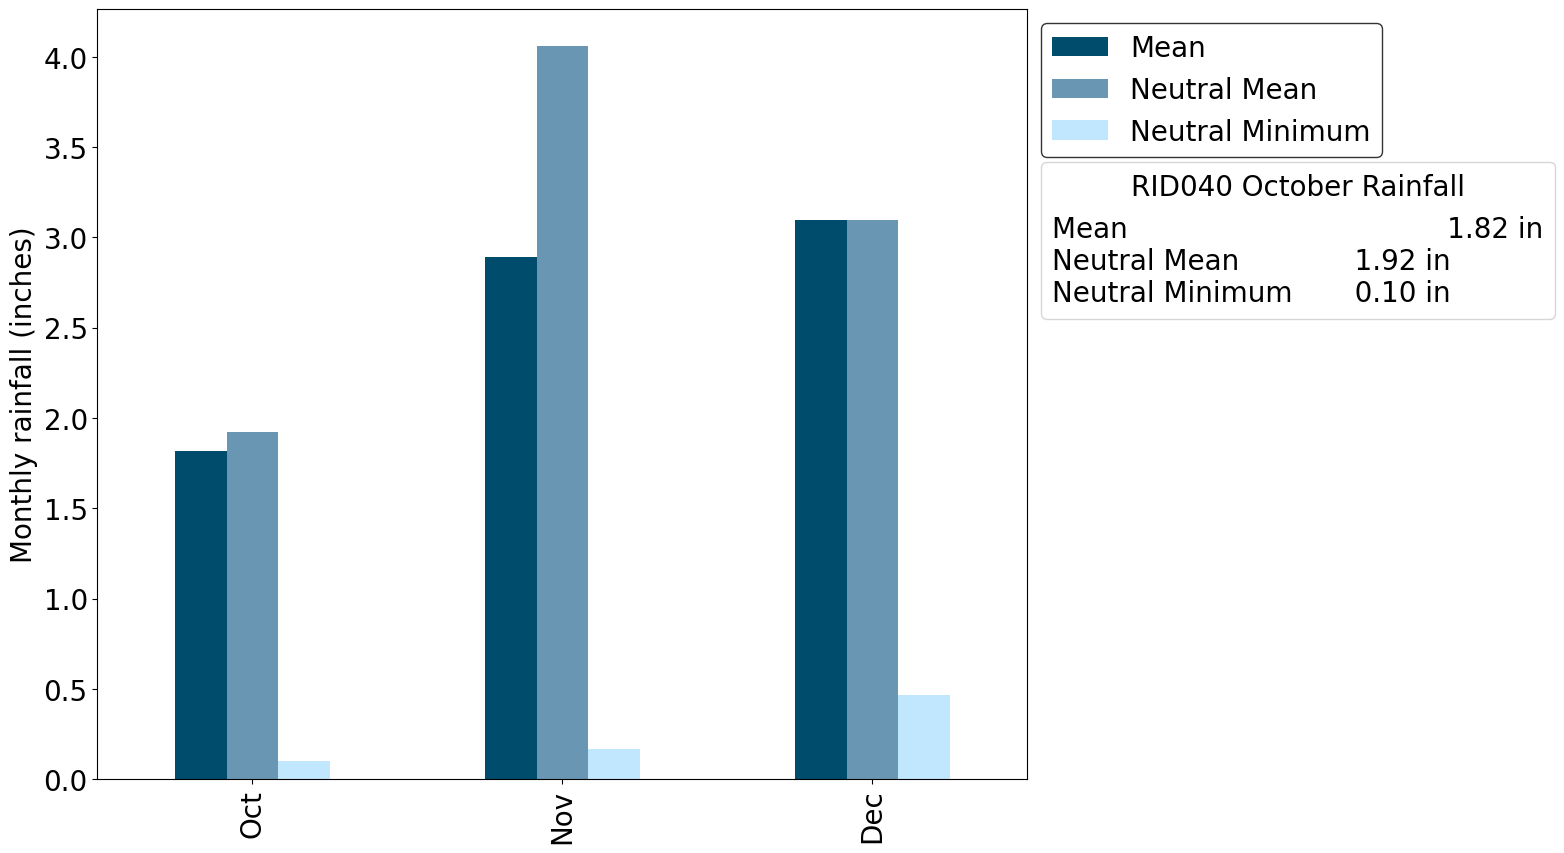 Monthly rainfall (inches)
4.0
3.5
3.0
2.5
2.0
1.5
1.0
0.5
0.0
Oct
Nov
Dec
Mean
Neutral Mean
Neutral Minimum
RID040 October Rainfall
Mean 1.82 in
Neutral Mean 1.92 in
Neutral Minimum 0.10 in